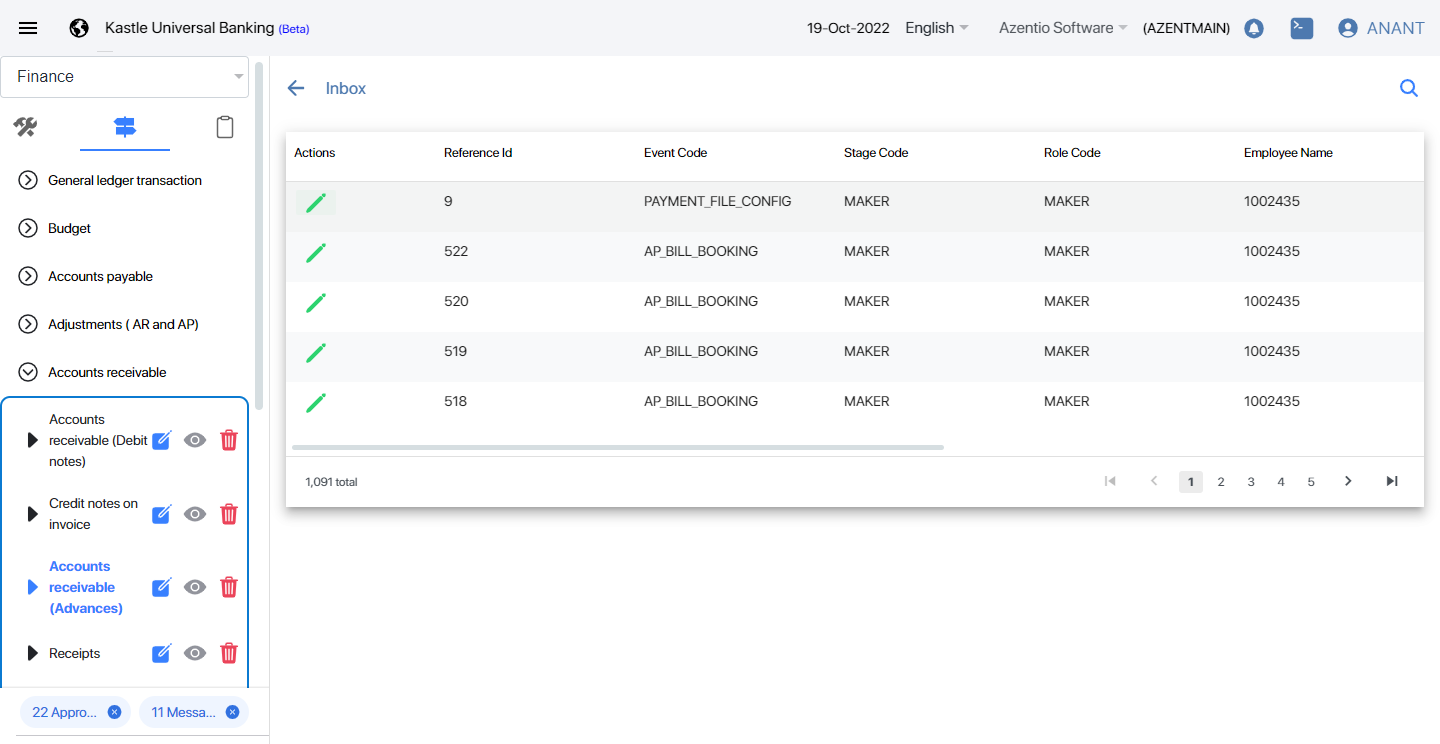 Kastle Universal Banking (Beta)
19-Oct-2022 English Azentio Software (AZENTMAIN) ANANT
Finance
General ledger transaction
Budget
Accounts payable
Adjustments ( AR and AP)
Accounts receivable
Accounts
receivable (Debit
notes)
Credit notes on
invoice
Accounts
receivable
(Advances)
Receipts
22 Appro... 11 Messa...
Inbox
Actions Reference Id Event Code Stage Code Role Code Employee Name
9 PAYMENT_FILE_CONFIG MAKER MAKER 1002435
522 AP_BILL_BOOKING MAKER MAKER 1002435
520 AP_BILL_BOOKING MAKER MAKER 1002435
519 AP_BILL_BOOKING MAKER MAKER 1002435
518 AP_BILL_BOOKING MAKER MAKER 1002435
1,091 total 1 2 3 4 5